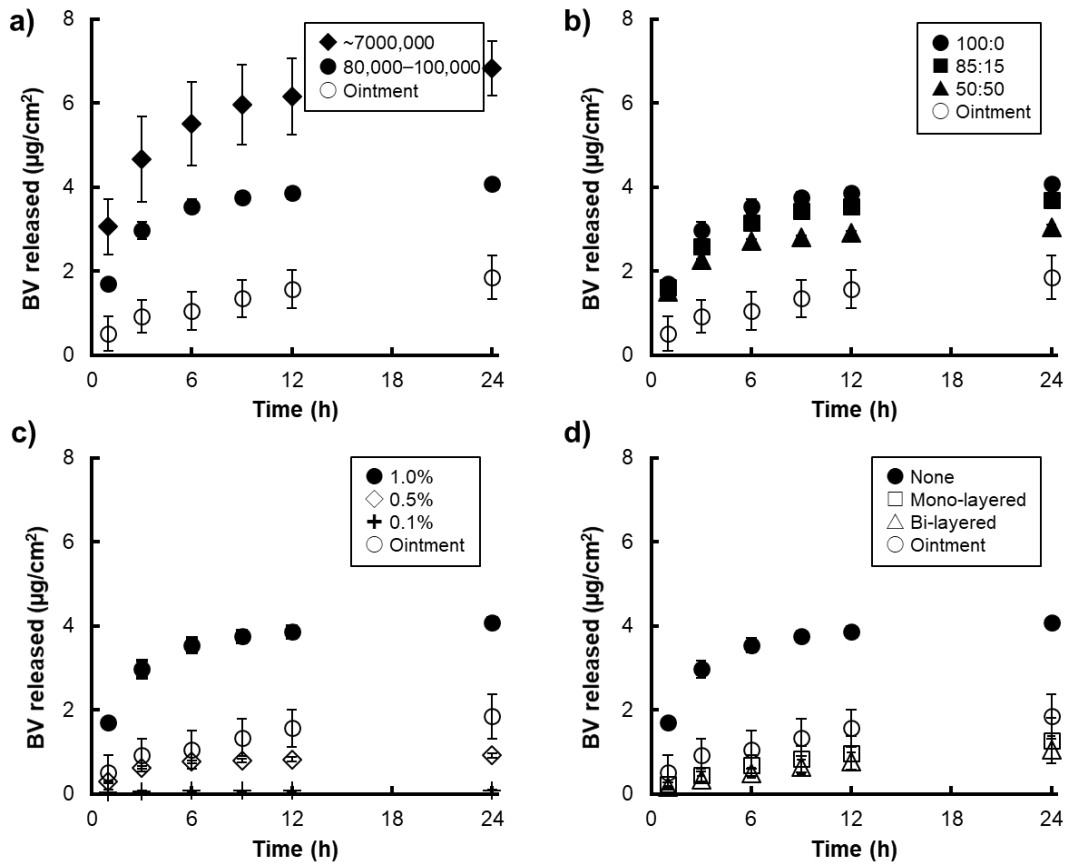 a)
8
6
4
2
0
BV released (µg/cm²)
~7000,000
80,000–100,000
Ointment
0 6 12 18 24
Time (h)
b)
8
6
4
2
0
BV released (µg/cm²)
100:0
85:15
50:50
Ointment
0 6 12 18 24
Time (h)
c)
8
6
4
2
0
BV released (µg/cm²)
1.0%
0.5%
0.1%
Ointment
0 6 12 18 24
Time (h)
d)
8
6
4
2
0
BV released (µg/cm²)
None
Mono-layered
Bi-layered
Ointment
0 6 12 18 24
Time (h)